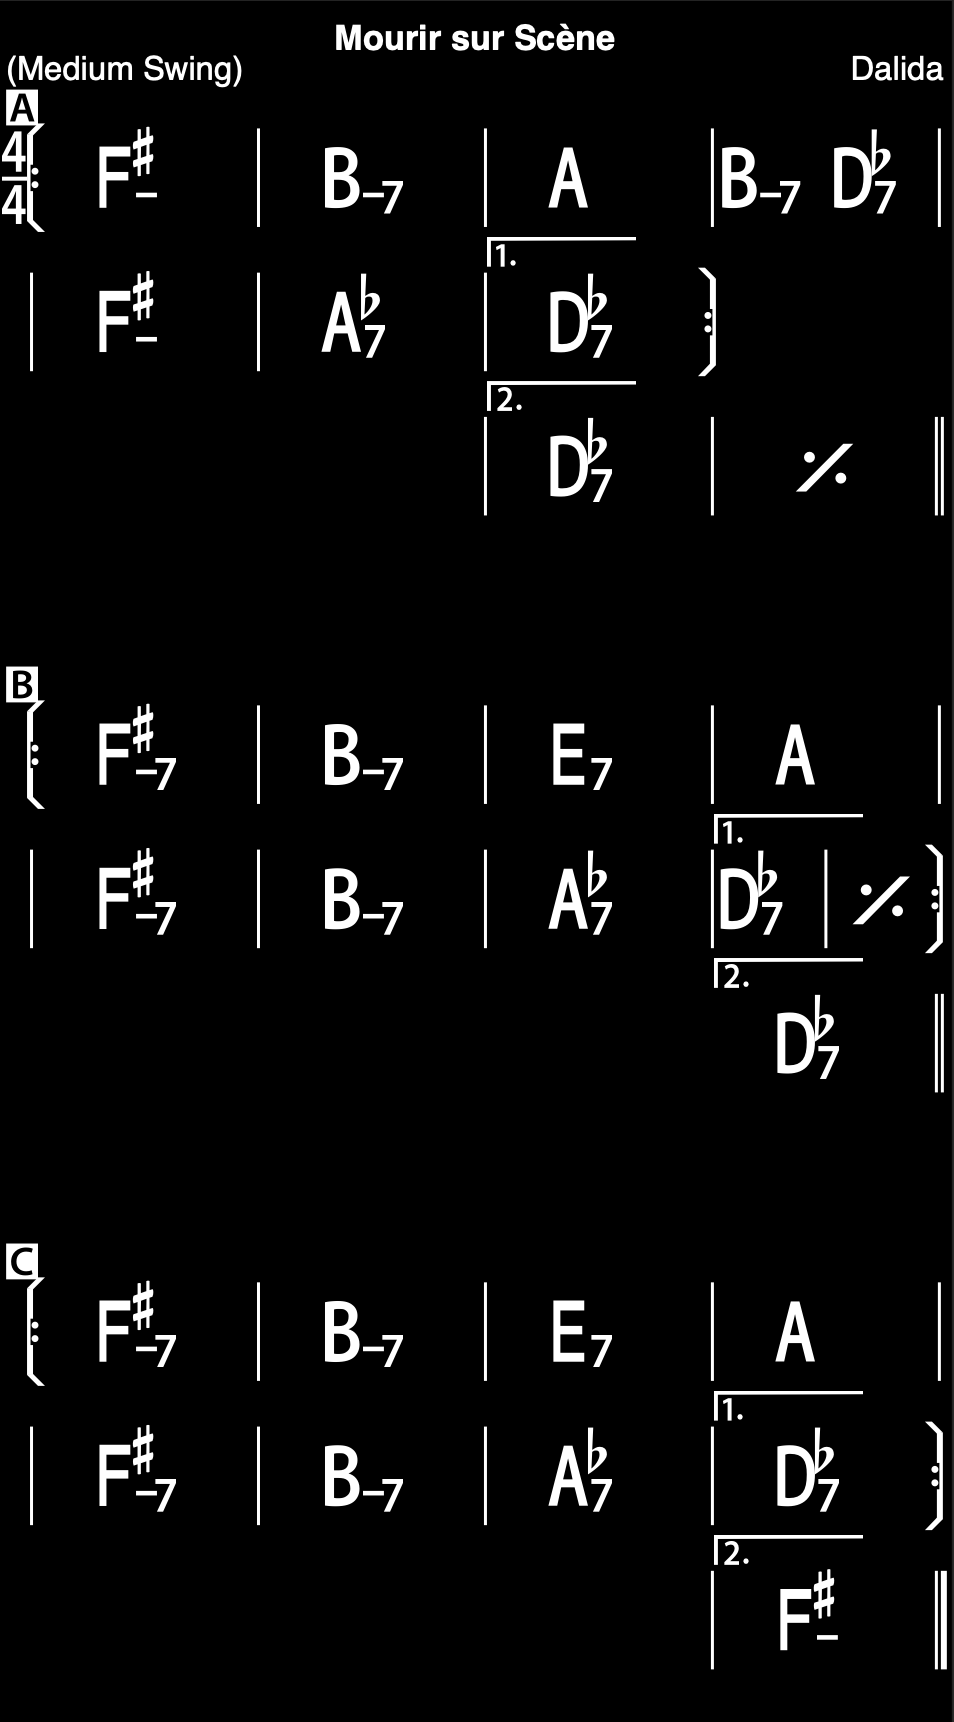 Mourir sur Scène
(Medium Swing) Dalida
A
4/4 F♯– B–7 A B–7 D♭7
1.
F♯– A♭7 D♭7
2.
D♭7 𝄎
B
F♯–7 B–7 E7 A
1.
F♯–7 B–7 A♭7 D♭7 𝄎
2.
D♭7
C
F♯–7 B–7 E7 A
1.
F♯–7 B–7 A♭7 D♭7
2.
F♯–